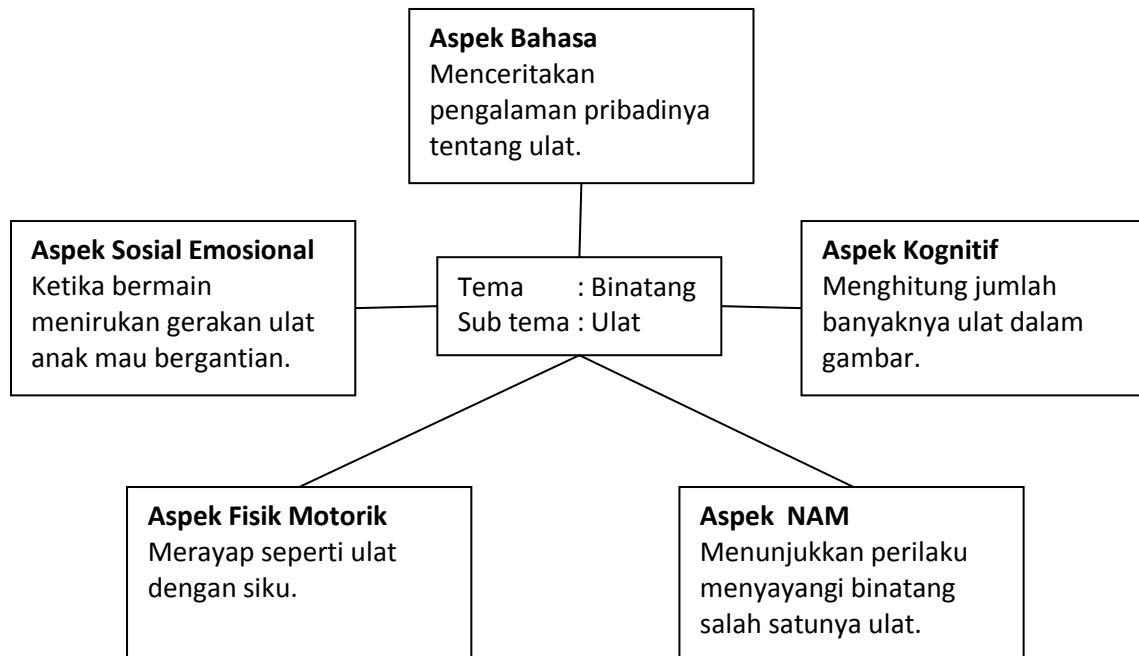 Aspek Bahasa
Menceritakan
pengalaman pribadinya
tentang ulat.
Aspek Sosial Emosional
Ketika bermain
menirukan gerakan ulat
anak mau bergantian.
Tema : Binatang
Sub tema : Ulat
Aspek Kognitif
Menghitung jumlah
banyaknya ulat dalam
gambar.
Aspek Fisik Motorik
Merayap seperti ulat
dengan siku.
Aspek NAM
Menunjukkan perilaku
menyayangi binatang
salah satunya ulat.